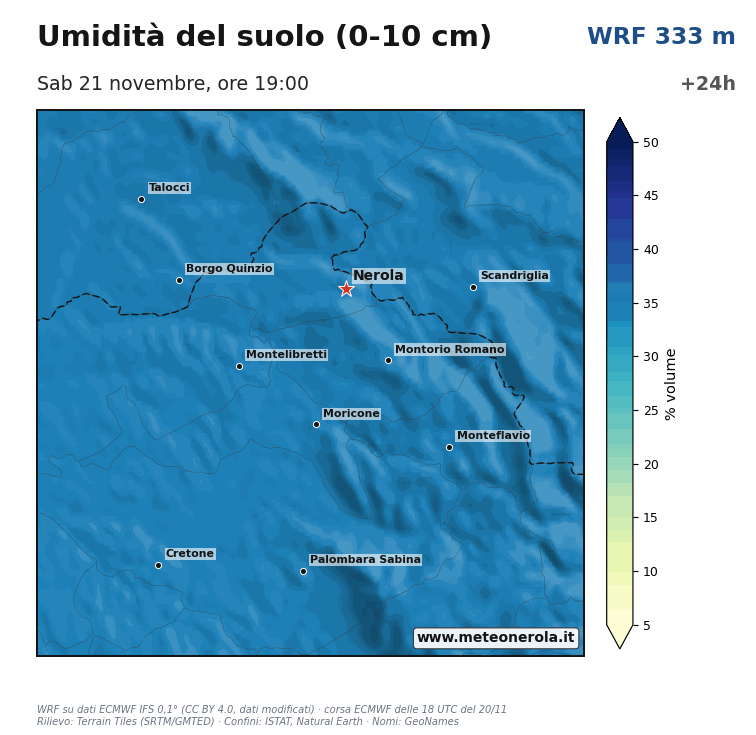 Umidità del suolo (0-10 cm)
WRF 333 m
Sab 21 novembre, ore 19:00
+24h
Talocci
Borgo Quinzio
Nerola
Scandriglia
Montelibretti
Montorio Romano
Moricone
Monteflavio
Cretone
Palombara Sabina
www.meteonerola.it
50
45
40
35
30
25
20
15
10
5
% volume
WRF su dati ECMWF IFS 0,1° (CC BY 4.0, dati modificati) · corsa ECMWF delle 18 UTC del 20/11
Rilievo: Terrain Tiles (SRTM/GMTED) · Confini: ISTAT, Natural Earth · Nomi: GeoNames